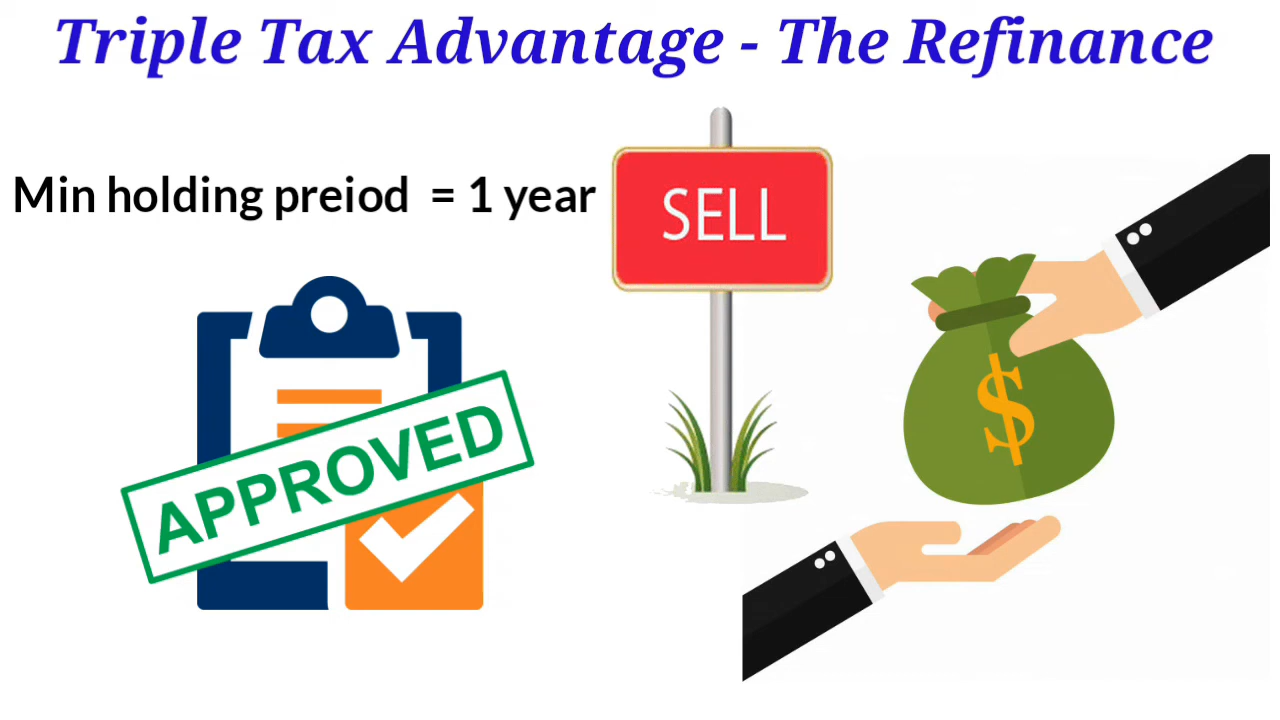 Triple Tax Advantage - The Refinance
Min holding preiod = 1 year
SELL
$
APPROVED